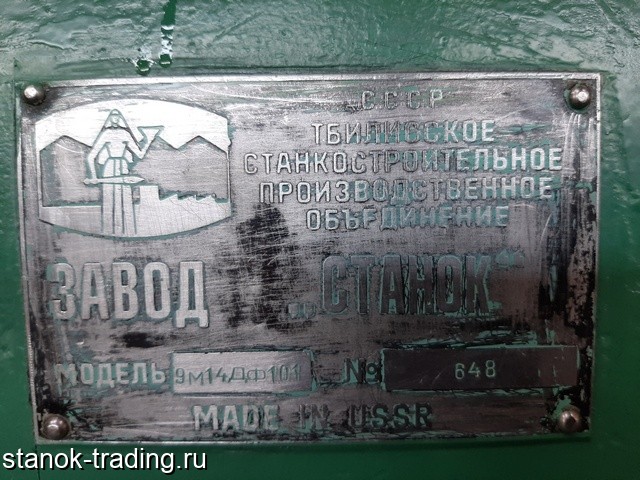 СССР
ТБИЛИССКОЕ
СТАНКОСТРОИТЕЛЬНОЕ
ПРОИЗВОДСТВЕННОЕ
ОБЪЕДИНЕНИЕ
ЗАВОД „СТАНОК“
МОДЕЛЬ 9М14ДФ101 № 648
MADE IN USSR
stanok-trading.ru